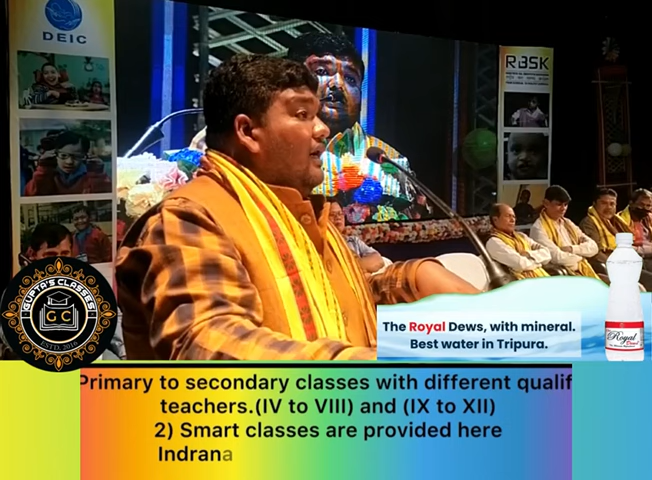 DEIC
RBSK
GUPTA'S CLASSES
GC
ESTD. 2016
The Royal Dews, with mineral.
Best water in Tripura.
Royal
Primary to secondary classes with different qualif
teachers.(IV to VIII) and (IX to XII)
2) Smart classes are provided here
Indrana